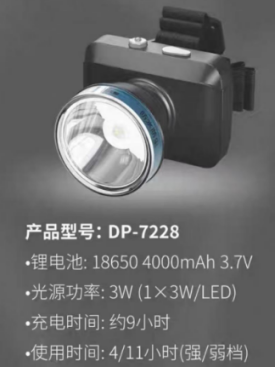 产品型号: DP-7228
•锂电池: 18650 4000mAh 3.7V
•光源功率: 3W (1×3W/LED)
•充电时间: 约9小时
•使用时间: 4/11小时(强/弱档)